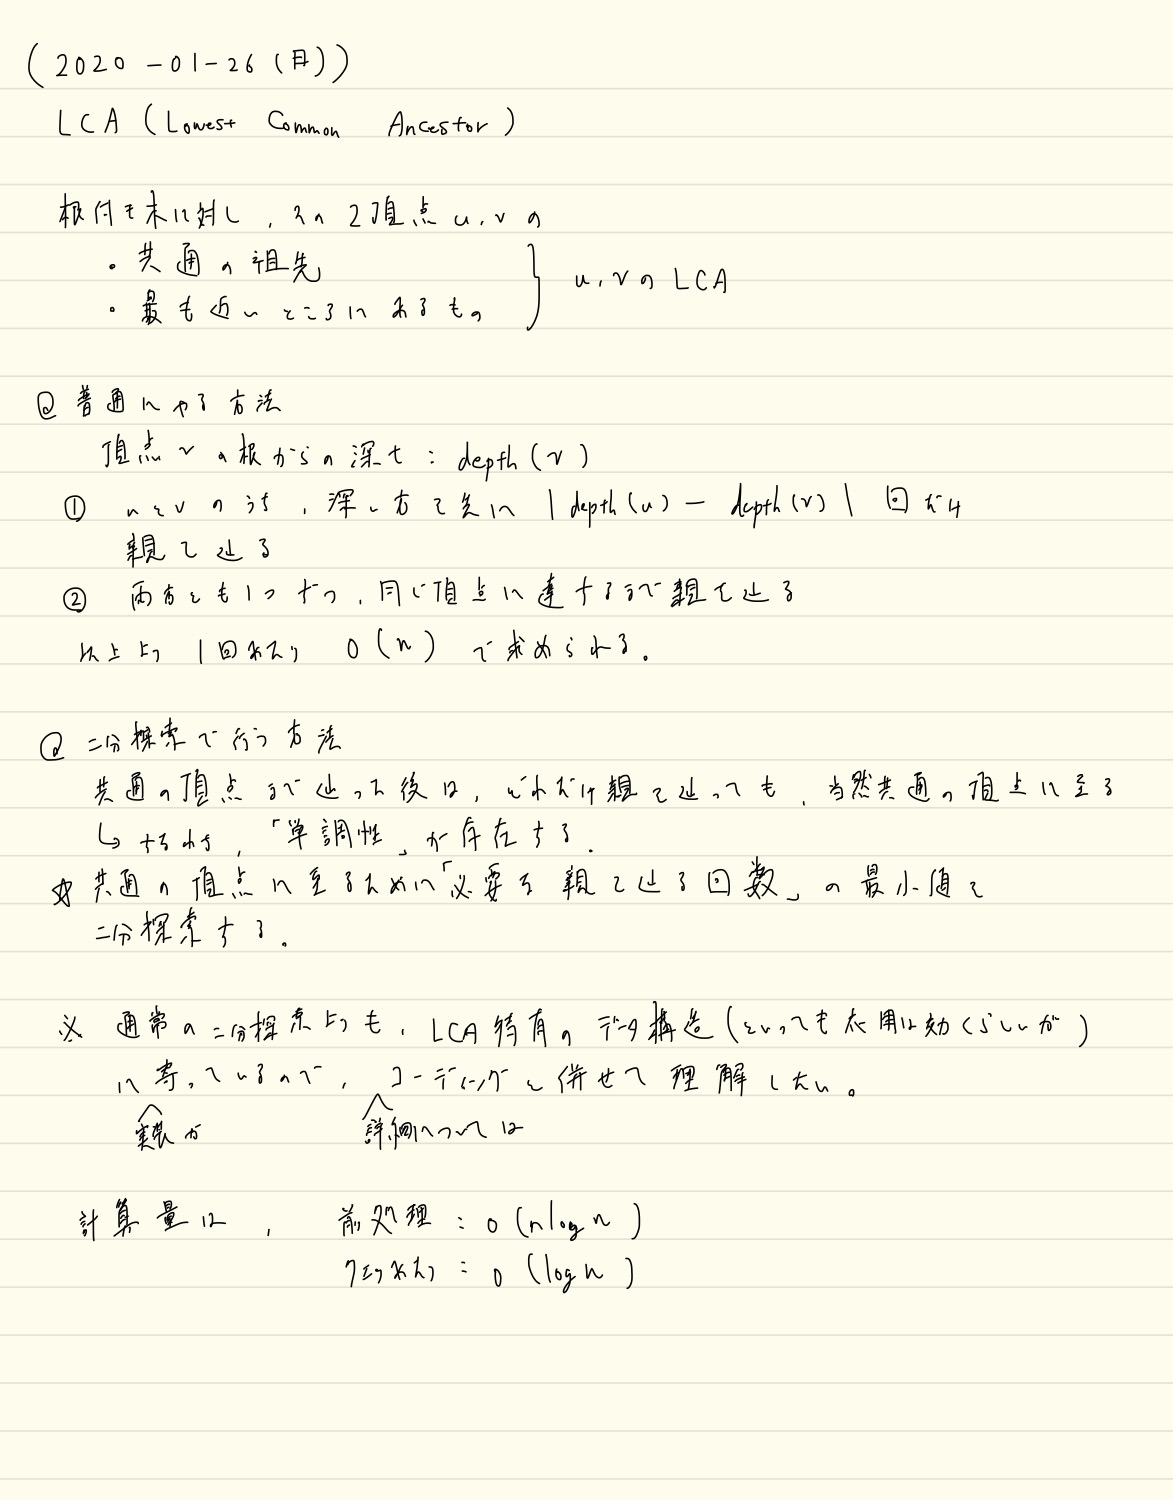 (2020-01-26(日))
LCA (Lowest Common Ancestor)
根付き木に対し、その2頂点u,vの
・共通の祖先
・最も近いところにあるもの
} u,vのLCA
@ 普通にやる方法
頂点vの根からの深さ: depth(v)
① uとvのうち、深い方を先に |depth(u) - depth(v)| 回だけ
親を辿る
② 両方とも1つずつ、同じ頂点に達するまで親を辿る
以上より 1回あたり O(n) で求められる。
@ 二分探索で行う方法
共通の頂点まで辿った後は、どれだけ親を辿っても、当然共通の頂点に至る
↳ すなわち、「単調性」が存在する.
☆ 共通の頂点に至るために「必要な親を辿る回数」の最小値を
二分探索する.
※ 通常の二分探索よりも、LCA特有のデータ構造(といっても応用は効くらしいが)
に寄っているので、コーディングと併せて理解したい。
実装が 詳細については
計算量は、 前処理: O(nlogn)
クエリあたり: O(logn)